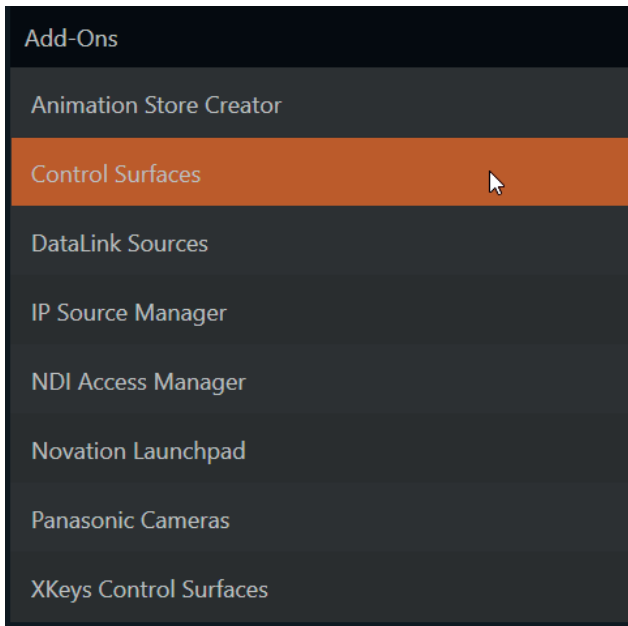 Add-Ons
Animation Store Creator
Control Surfaces
DataLink Sources
IP Source Manager
NDI Access Manager
Novation Launchpad
Panasonic Cameras
XKeys Control Surfaces